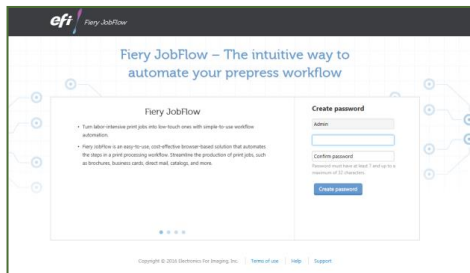 efi Fiery JobFlow
Fiery JobFlow – The intuitive way to
automate your prepress workflow
Fiery JobFlow
• Turn labor-intensive print jobs into low-touch ones with simple-to-use workflow
automation.
• Fiery JobFlow is an easy-to-use, cost-effective browser-based solution that automates
the steps in a print processing workflow. Streamline the production of print jobs, such
as brochures, business cards, direct mail, catalogs, and more.
Create password
Admin
Confirm password
Password must have at least 7 and up to a
maximum of 32 characters.
Create password
Copyright © 2016 Electronics For Imaging, Inc. Terms of use Help Support